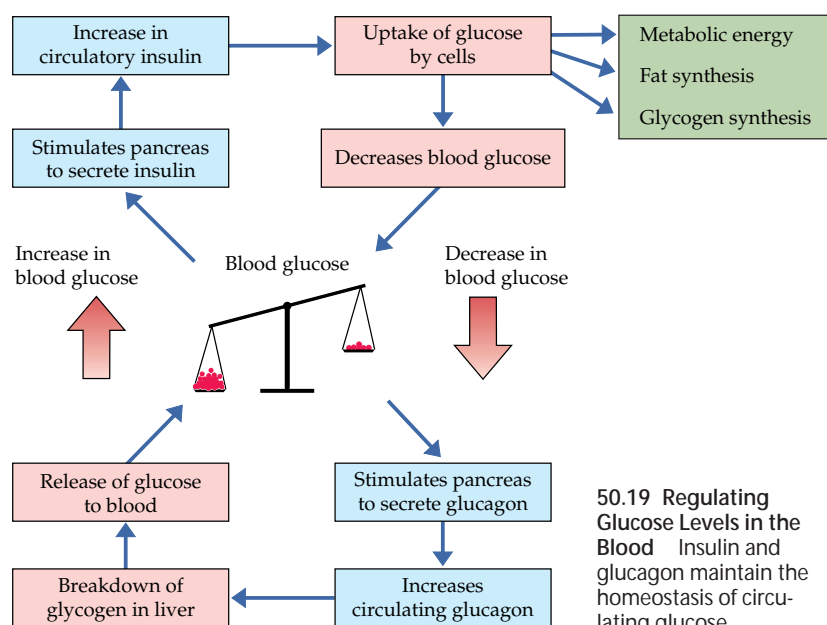 Increase in
circulatory insulin
Uptake of glucose
by cells
Metabolic energy
Fat synthesis
Glycogen synthesis
Stimulates pancreas
to secrete insulin
Decreases blood glucose
Increase in
blood glucose
Blood glucose
Decrease in
blood glucose
Release of glucose
to blood
Stimulates pancreas
to secrete glucagon
Breakdown of
glycogen in liver
Increases
circulating glucagon
50.19 Regulating
Glucose Levels in the
Blood Insulin and
glucagon maintain the
homeostasis of circu-
lating glucose